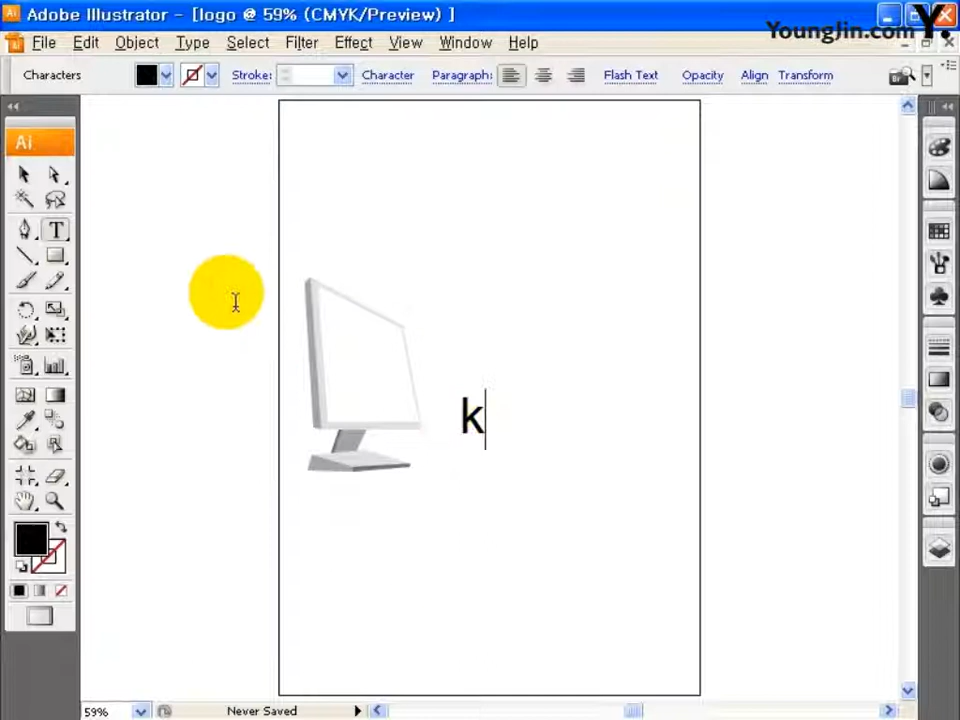 Adobe Illustrator - [logo @ 59% (CMYK/Preview) ]
YoungJin.com Y.
File Edit Object Type Select Filter Effect View Window Help
Characters Stroke: Character Paragraph: Flash Text Opacity Align Transform
Br
Ai
T
k
59% Never Saved